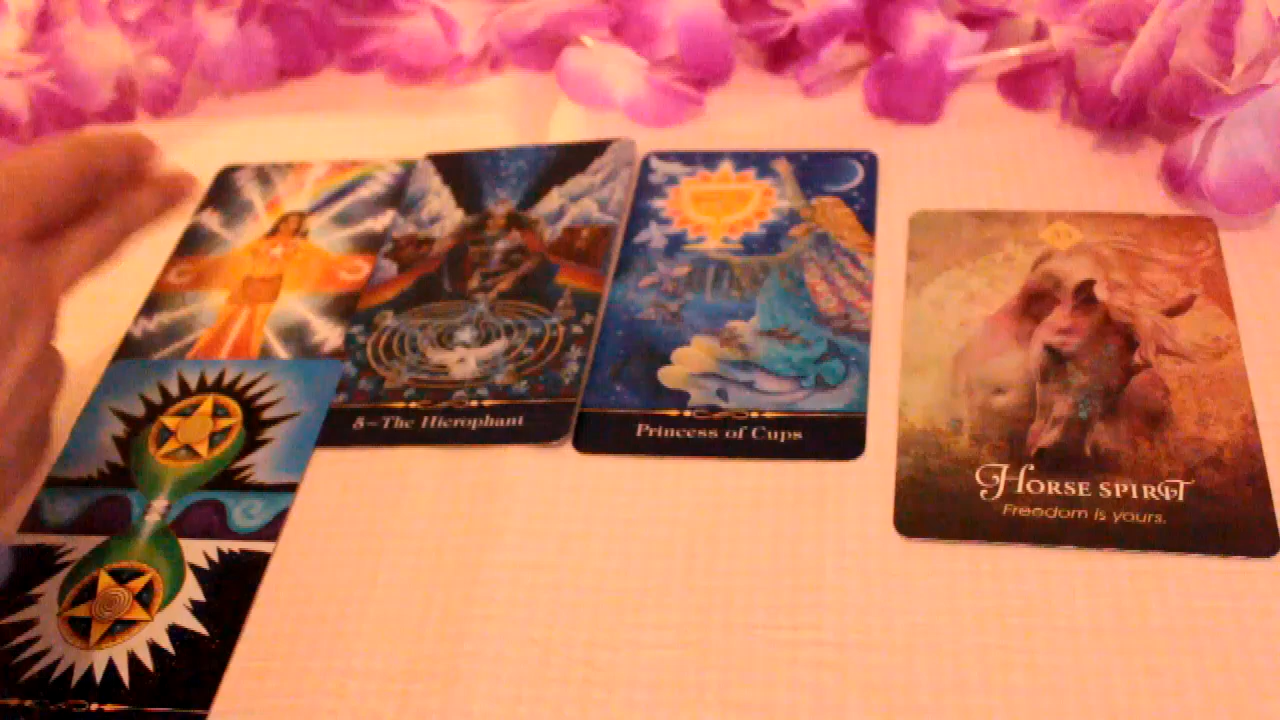 5~The Hierophant
Princess of Cups
HORSE SPIRIT
Freedom is yours.